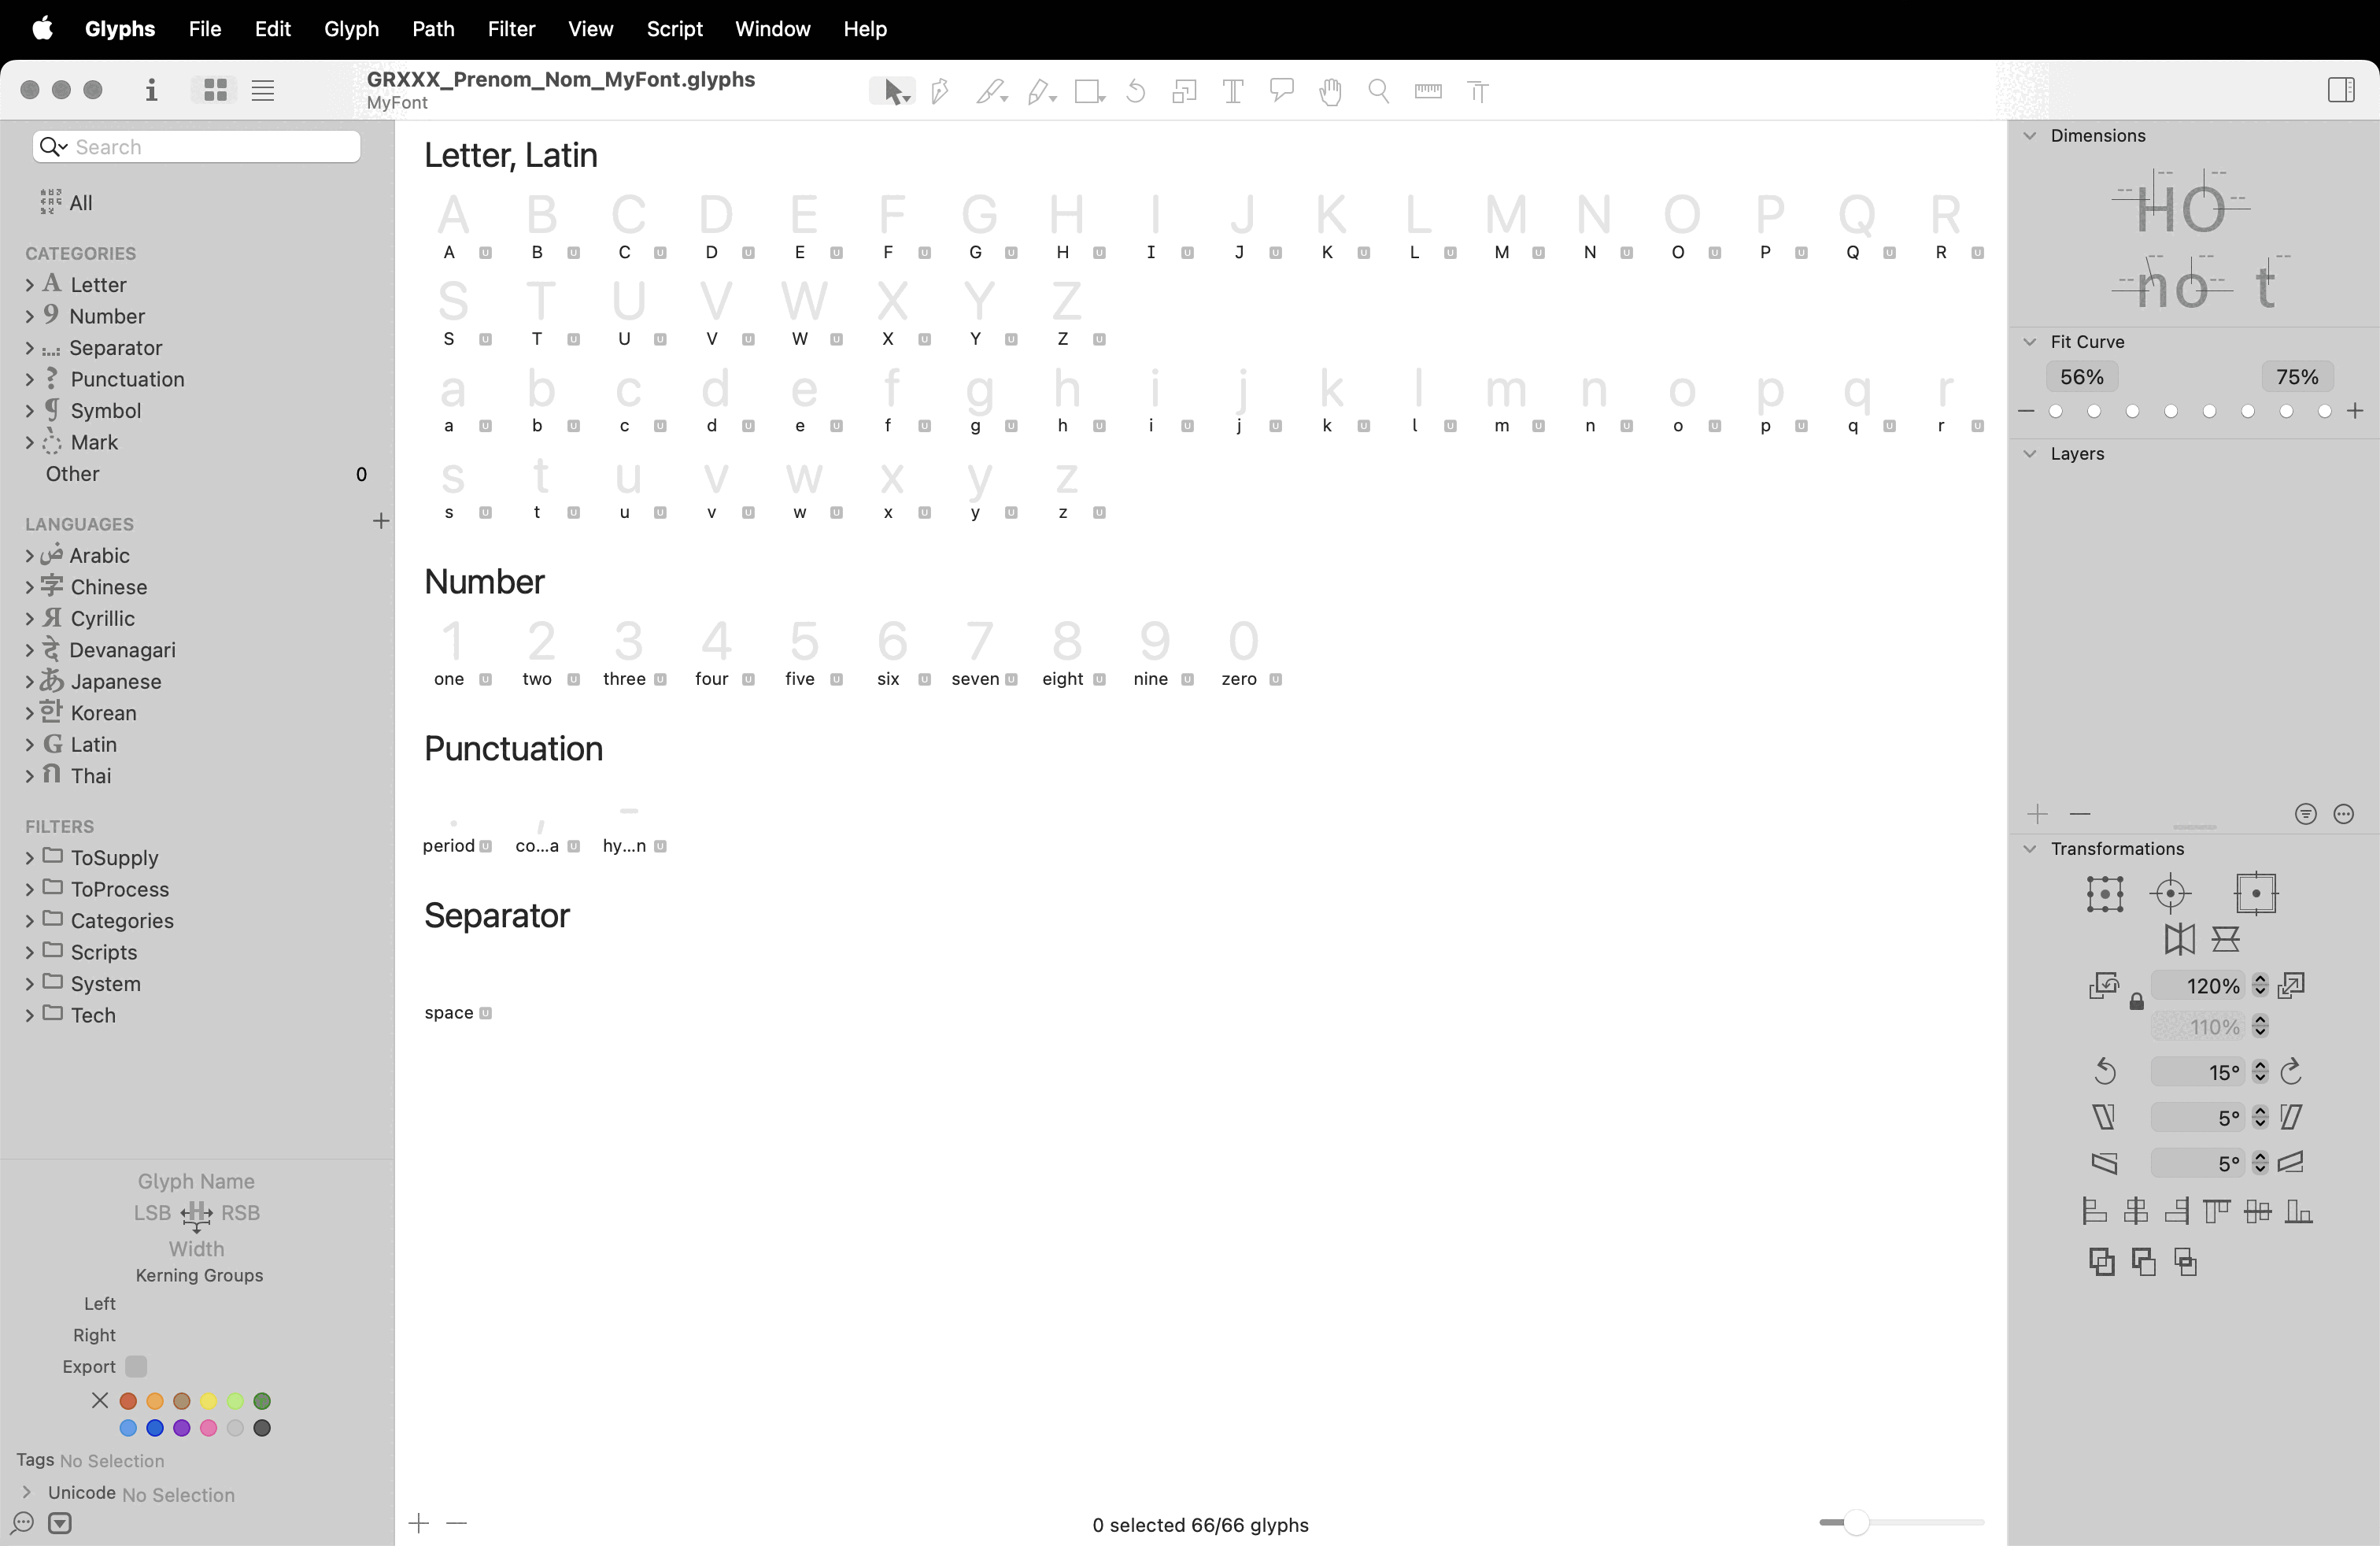 Glyphs File Edit Glyph Path Filter View Script Window Help
GRXXX_Prenom_Nom_MyFont.glyphs
MyFont
Search
All
CATEGORIES
Letter
Number
Separator
Punctuation
Symbol
Mark
Other 0
LANGUAGES
Arabic
字 Chinese
Я Cyrillic
Devanagari
あ Japanese
한 Korean
G Latin
Thai
FILTERS
ToSupply
ToProcess
Categories
Scripts
System
Tech
Glyph Name
LSB H RSB
Width
Kerning Groups
Left
Right
Export
Tags No Selection
Unicode No Selection
Letter, Latin
A B C D E F G H I J K L M N O P Q R
A B C D E F G H I J K L M N O P Q R
S T U V W X Y Z
S T U V W X Y Z
a b c d e f g h i j k l m n o p q r
a b c d e f g h i j k l m n o p q r
s t u v w x y z
s t u v w x y z
Number
1 2 3 4 5 6 7 8 9 0
one two three four five six seven eight nine zero
Punctuation
. , -
period co...a hy...n
Separator
space
0 selected 66/66 glyphs
Dimensions
HO
no t
Fit Curve
56% 75%
Layers
Transformations
120%
110%
15°
5°
5°